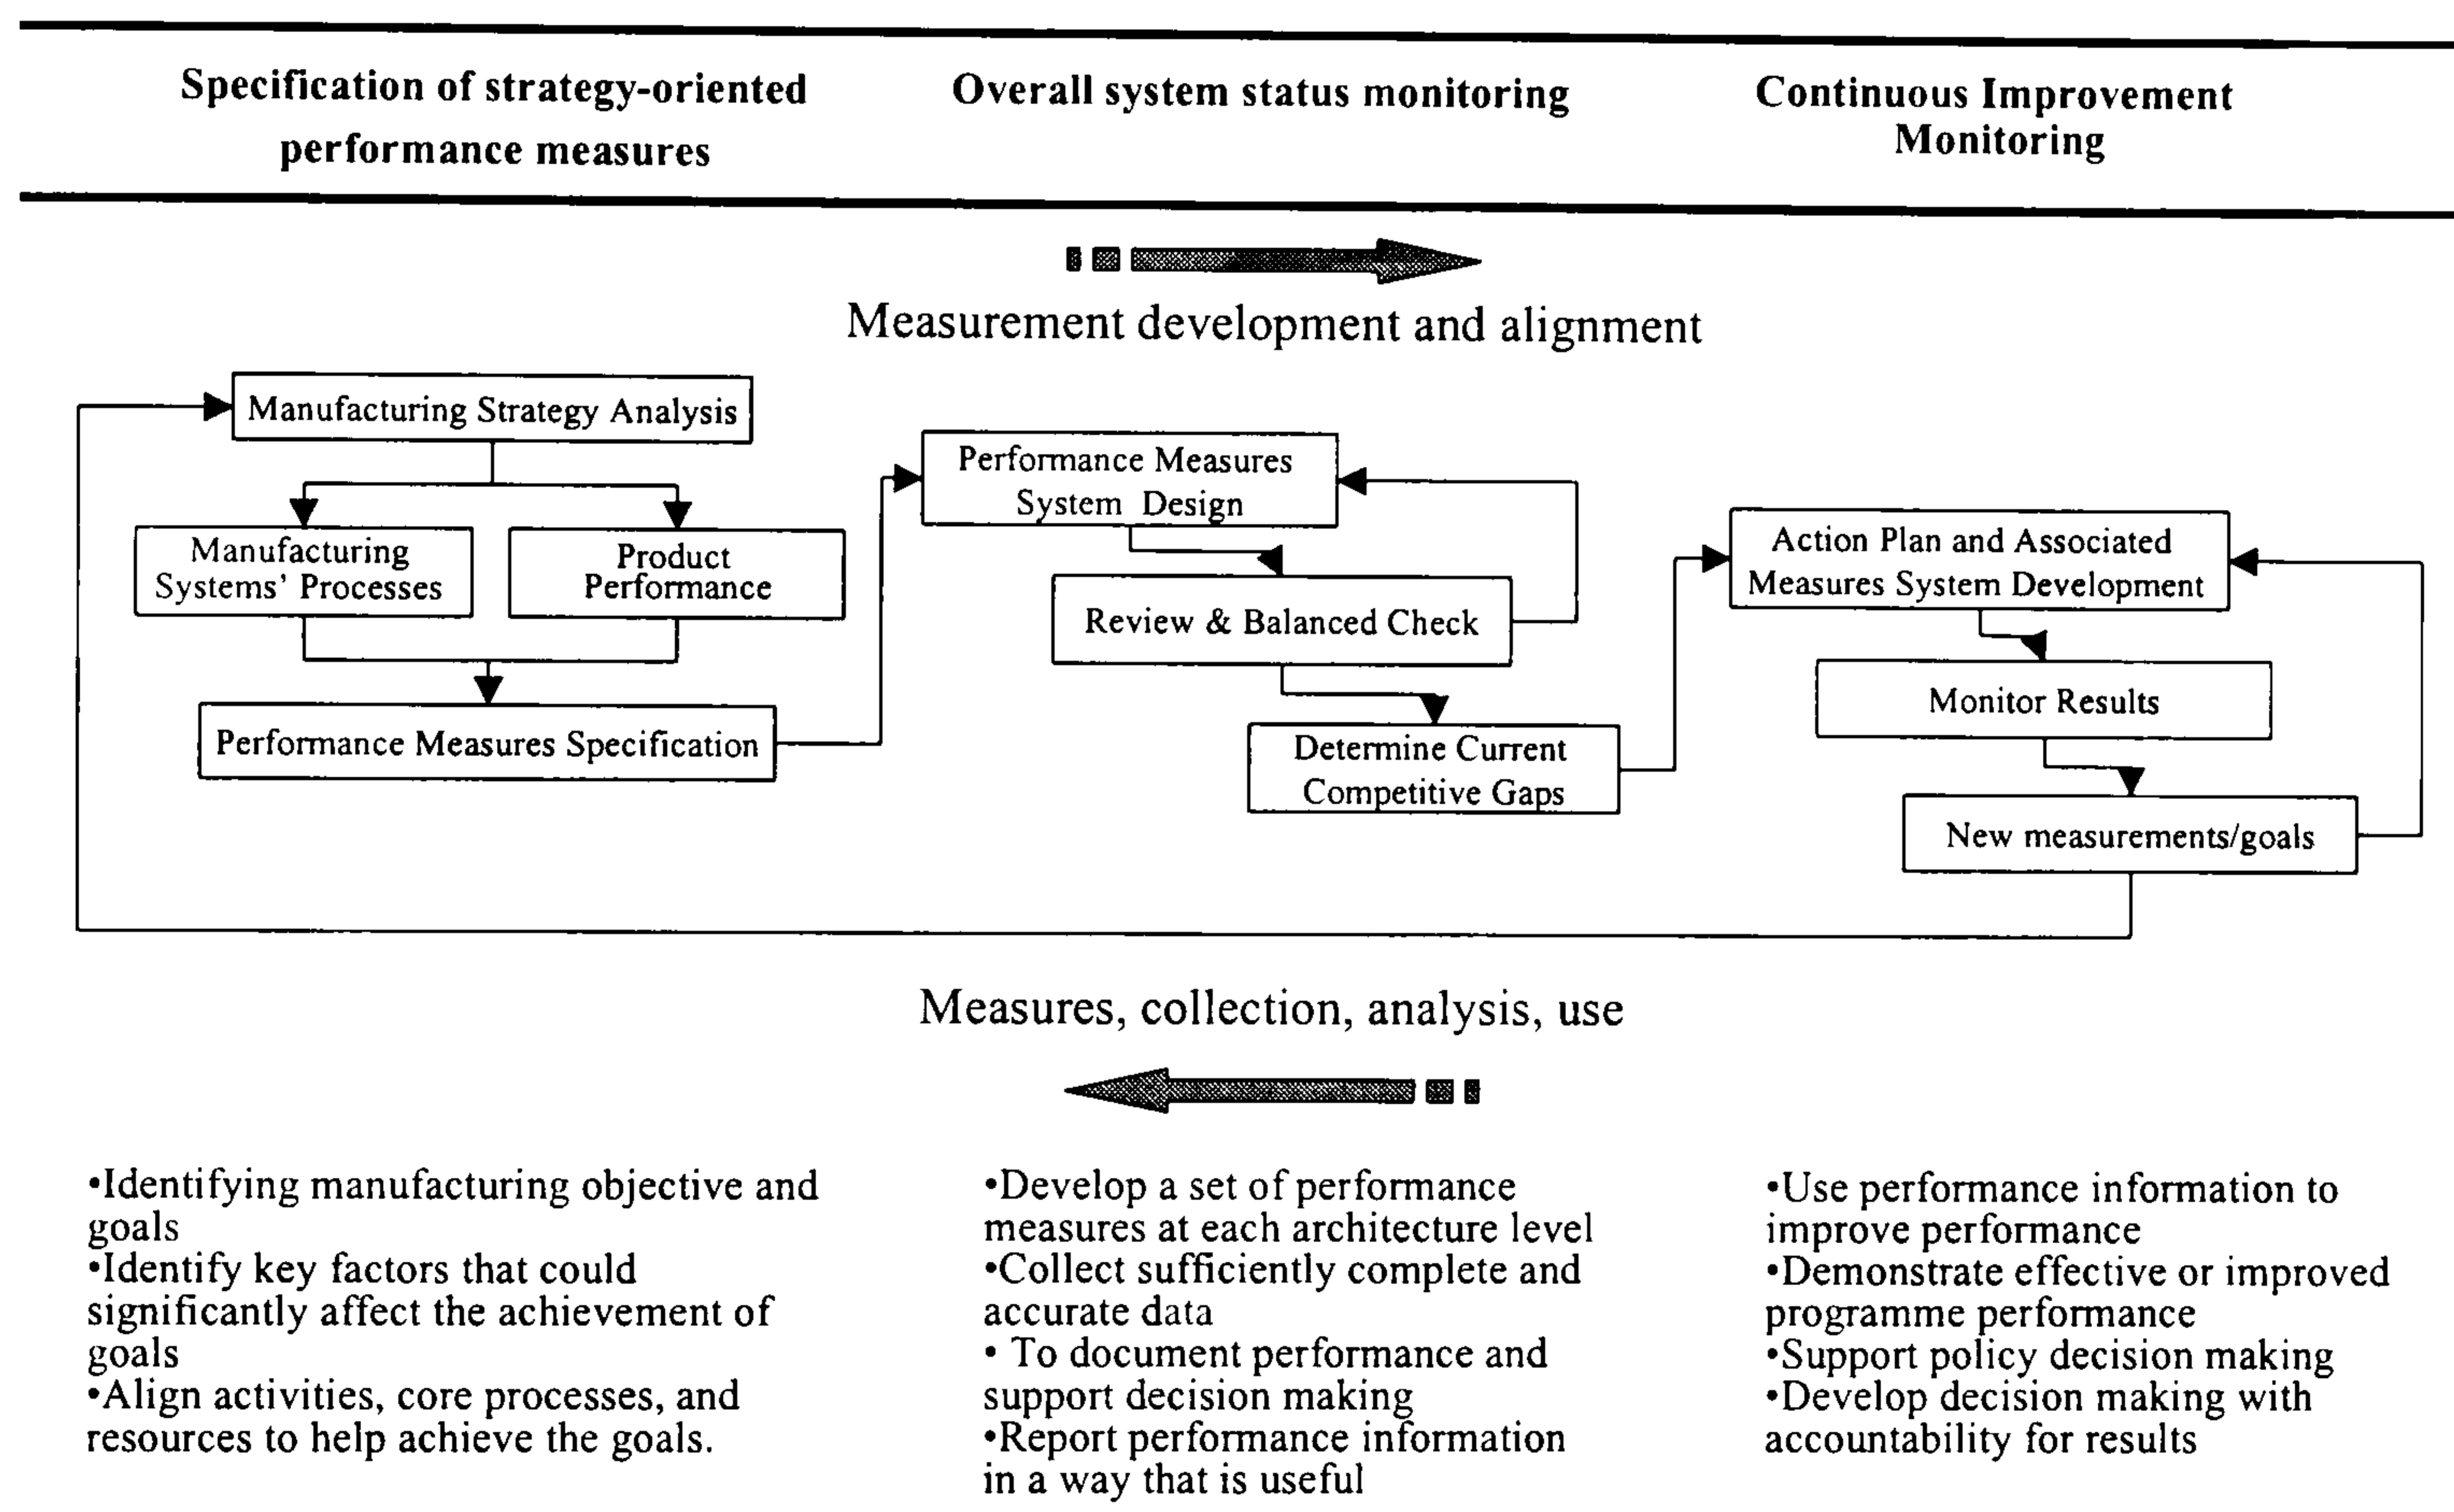 Specification of strategy-oriented
performance measures
Overall system status monitoring
Continuous Improvement
Monitoring
Measurement development and alignment
Manufacturing Strategy Analysis
Manufacturing
Systems' Processes
Product
Performance
Performance Measures Specification
Performance Measures
System Design
Review & Balanced Check
Determine Current
Competitive Gaps
Action Plan and Associated
Measures System Development
Monitor Results
New measurements/goals
Measures, collection, analysis, use
•Identifying manufacturing objective and
goals
•Identify key factors that could
significantly affect the achievement of
goals
•Align activities, core processes, and
resources to help achieve the goals.
•Develop a set of performance
measures at each architecture level
•Collect sufficiently complete and
accurate data
• To document performance and
support decision making
•Report performance information
in a way that is useful
•Use performance information to
improve performance
•Demonstrate effective or improved
programme performance
•Support policy decision making
•Develop decision making with
accountability for results